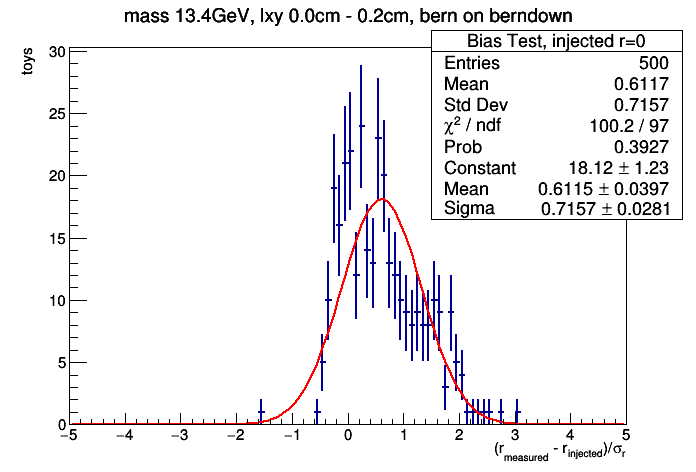 mass 13.4GeV, lxy 0.0cm - 0.2cm, bern on berndown
Bias Test, injected r=0
Entries 500
Mean 0.6117
Std Dev 0.7157
χ² / ndf 100.2 / 97
Prob 0.3927
Constant 18.12 ± 1.23
Mean 0.6115 ± 0.0397
Sigma 0.7157 ± 0.0281
toys
30
25
20
15
10
5
0
−5 −4 −3 −2 −1 0 1 2 3 4 5
(r_measured - r_injected)/σ_r